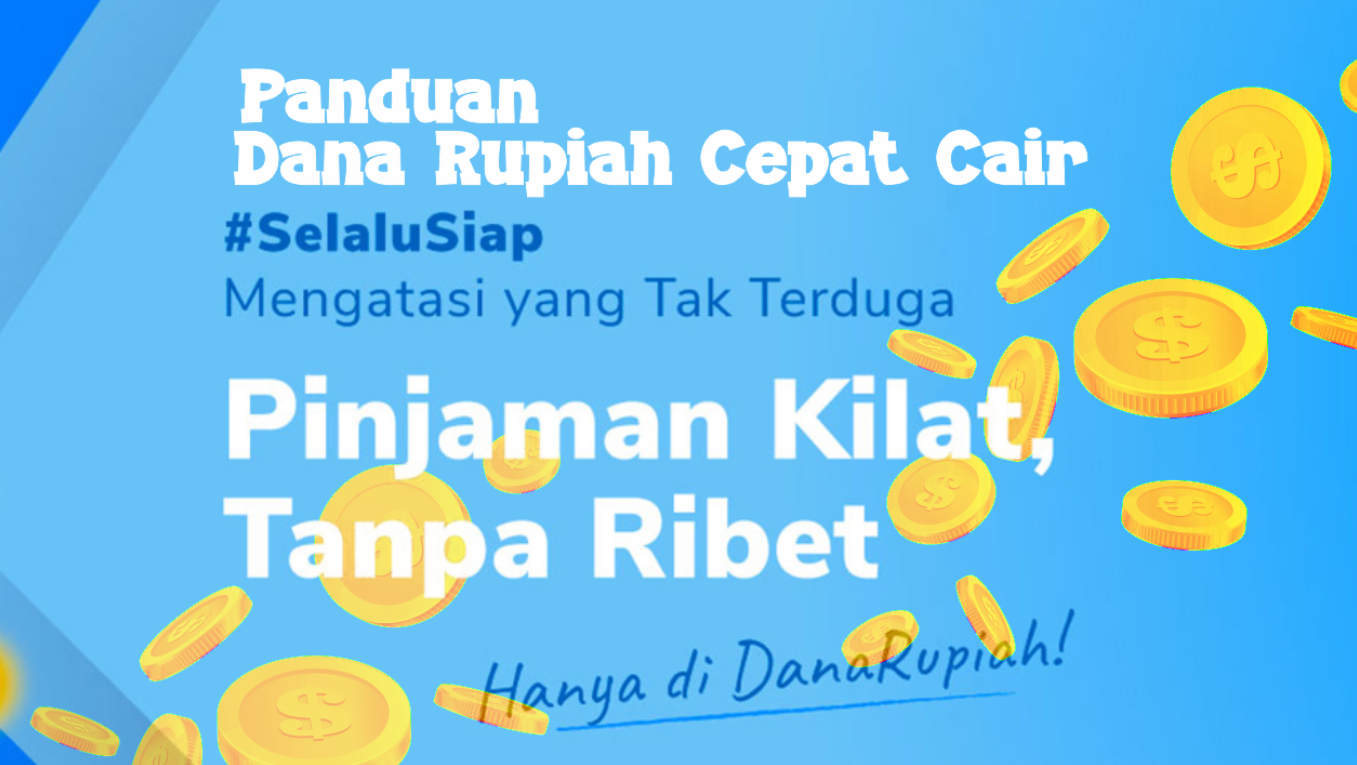 Panduan
Dana Rupiah Cepat Cair
#SelaluSiap
Mengatasi yang Tak Terduga
Pinjaman Kilat,
Tanpa Ribet
Hanya di DanaRupiah!